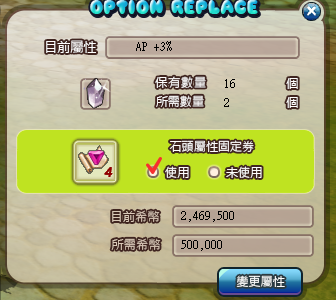 OPTION REPLACE
目前屬性 AP +3%
保有數量 16 個
所需數量 2 個
石頭屬性固定券
4
使用 未使用
目前希幣 2,469,500
所需希幣 500,000
變更屬性